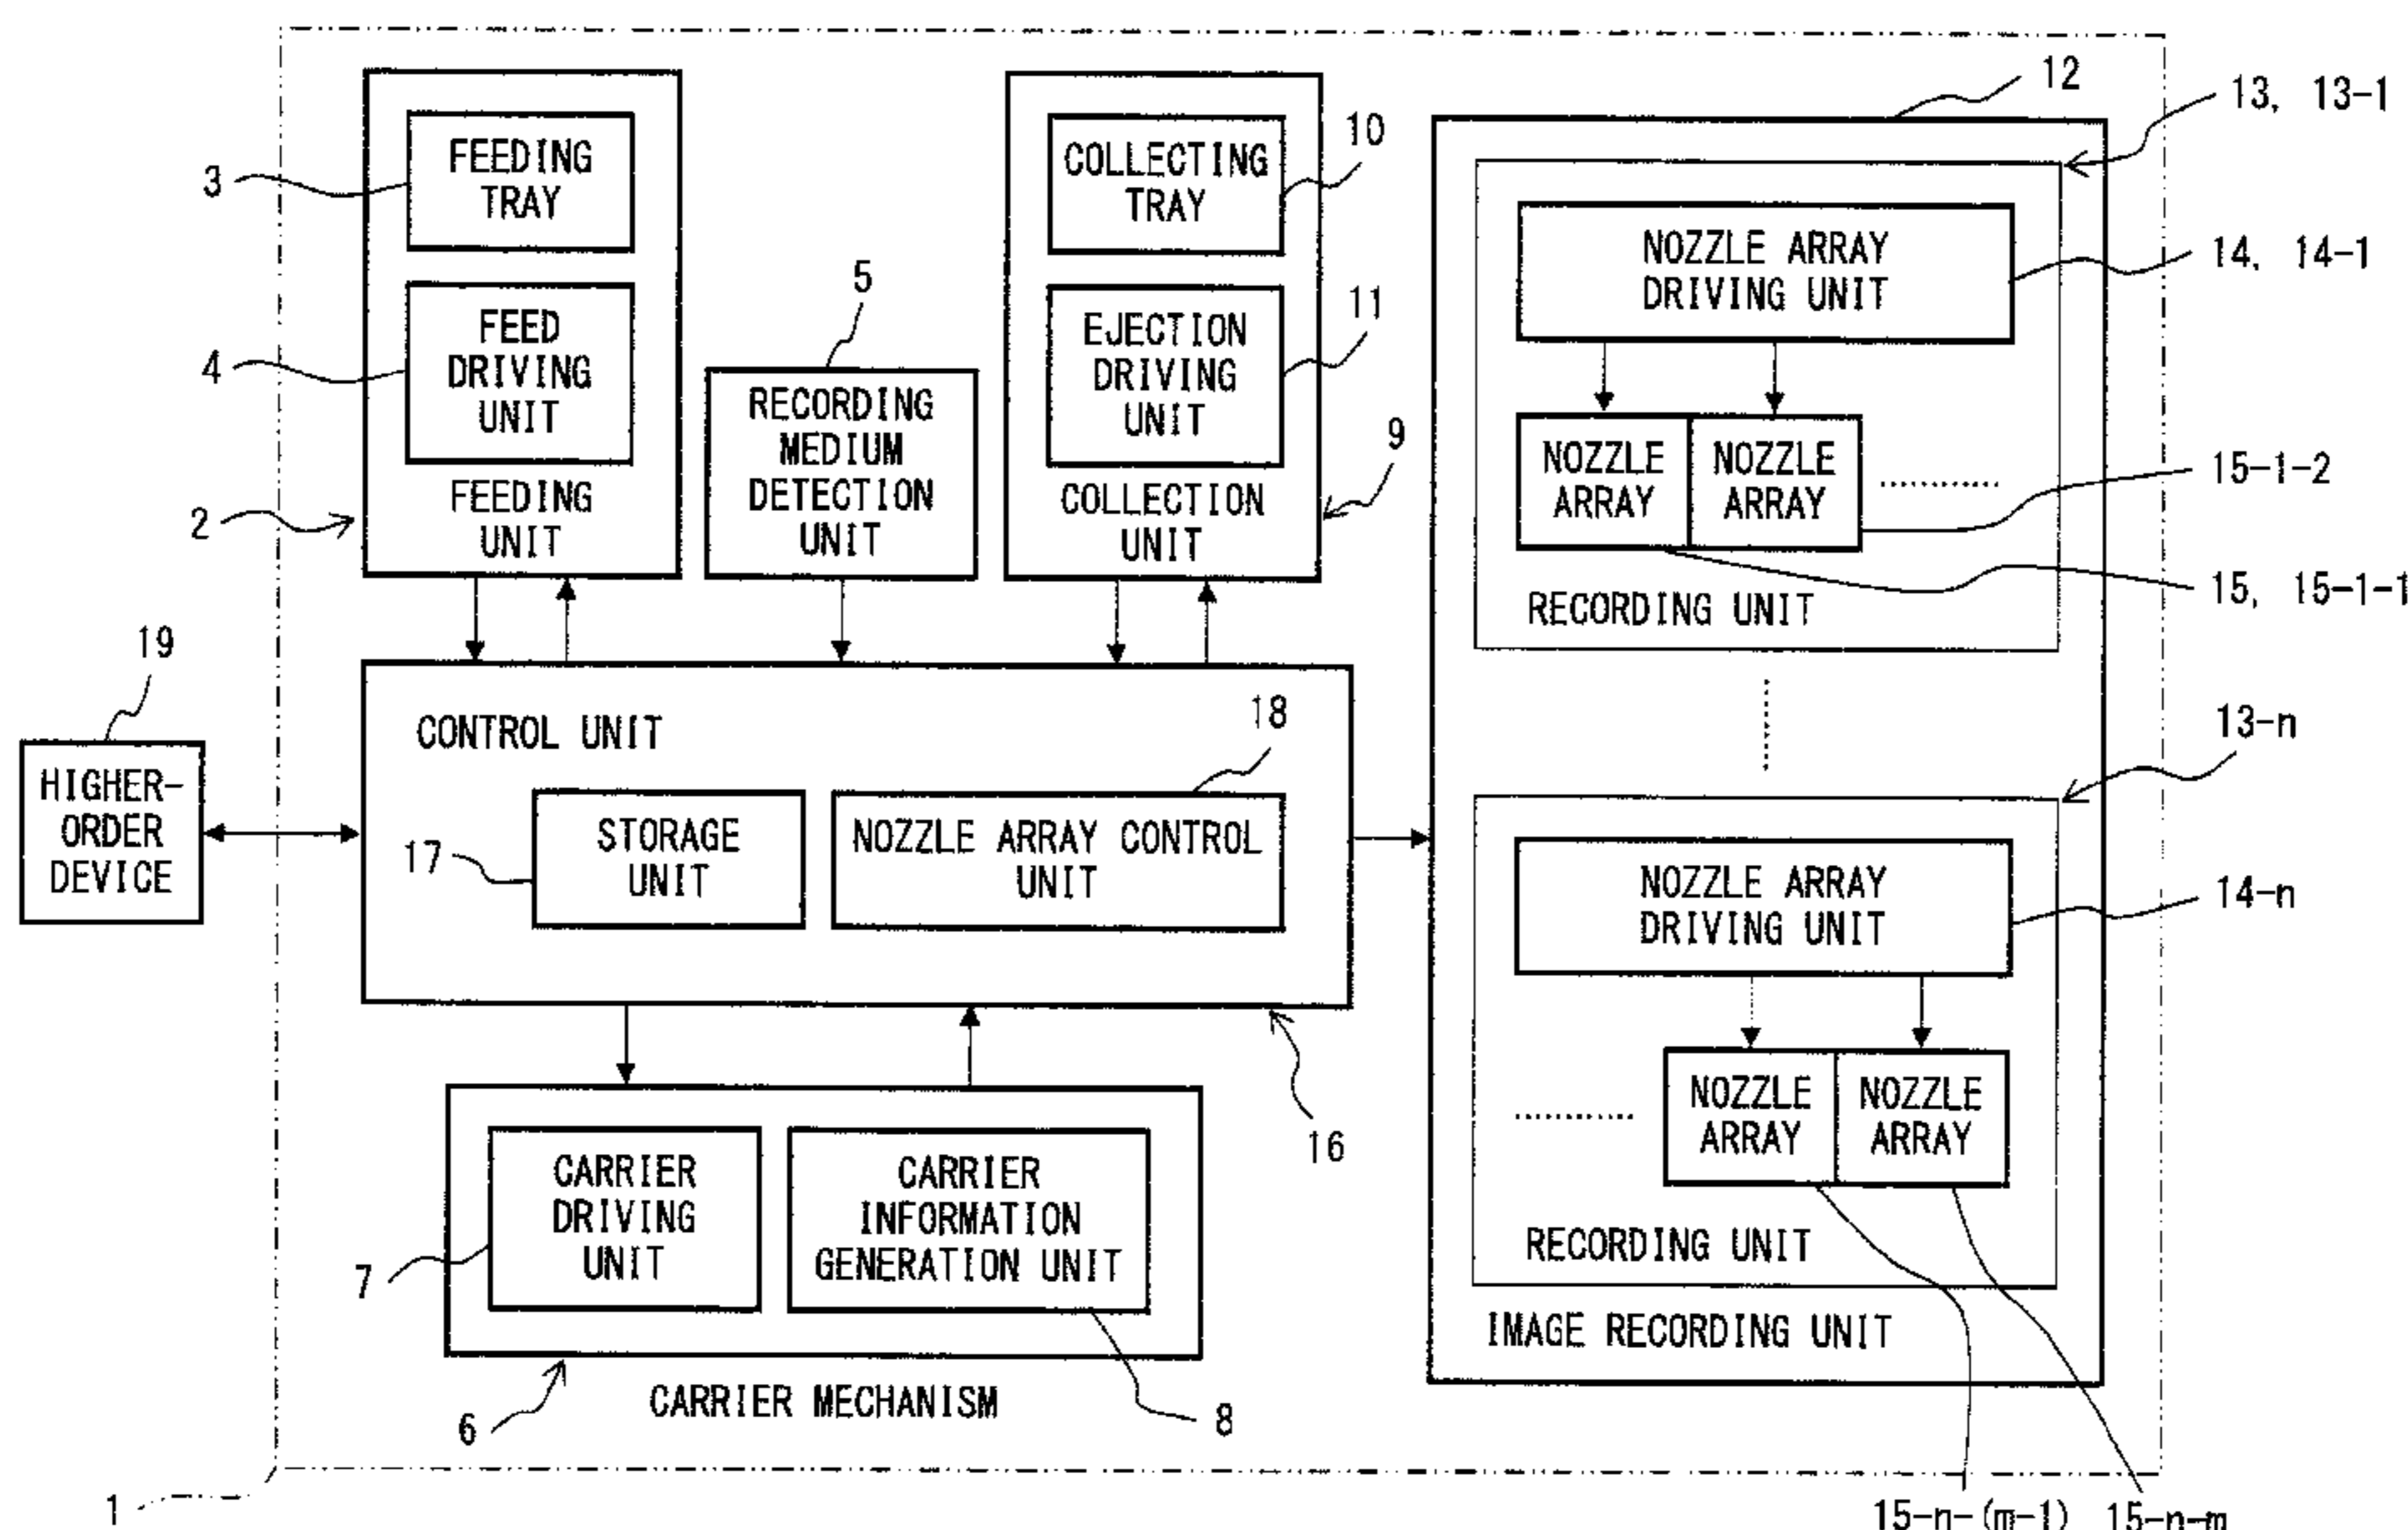 12
13, 13-1
3
FEEDING
TRAY
COLLECTING
TRAY
10
NOZZLE ARRAY
DRIVING UNIT
14, 14-1
4
FEED
DRIVING
UNIT
5
EJECTION
DRIVING
UNIT
11
RECORDING
MEDIUM
DETECTION
UNIT
9
NOZZLE
ARRAY
NOZZLE
ARRAY
15-1-2
2
FEEDING
UNIT
COLLECTION
UNIT
15, 15-1-1
RECORDING UNIT
19
HIGHER-
ORDER
DEVICE
CONTROL UNIT
18
17
STORAGE
UNIT
NOZZLE ARRAY CONTROL
UNIT
13-n
NOZZLE ARRAY
DRIVING UNIT
14-n
16
NOZZLE
ARRAY
NOZZLE
ARRAY
7
CARRIER
DRIVING
UNIT
CARRIER
INFORMATION
GENERATION UNIT
RECORDING UNIT
IMAGE RECORDING UNIT
6
CARRIER MECHANISM
8
1
15-n-(m-1)
15-n-m